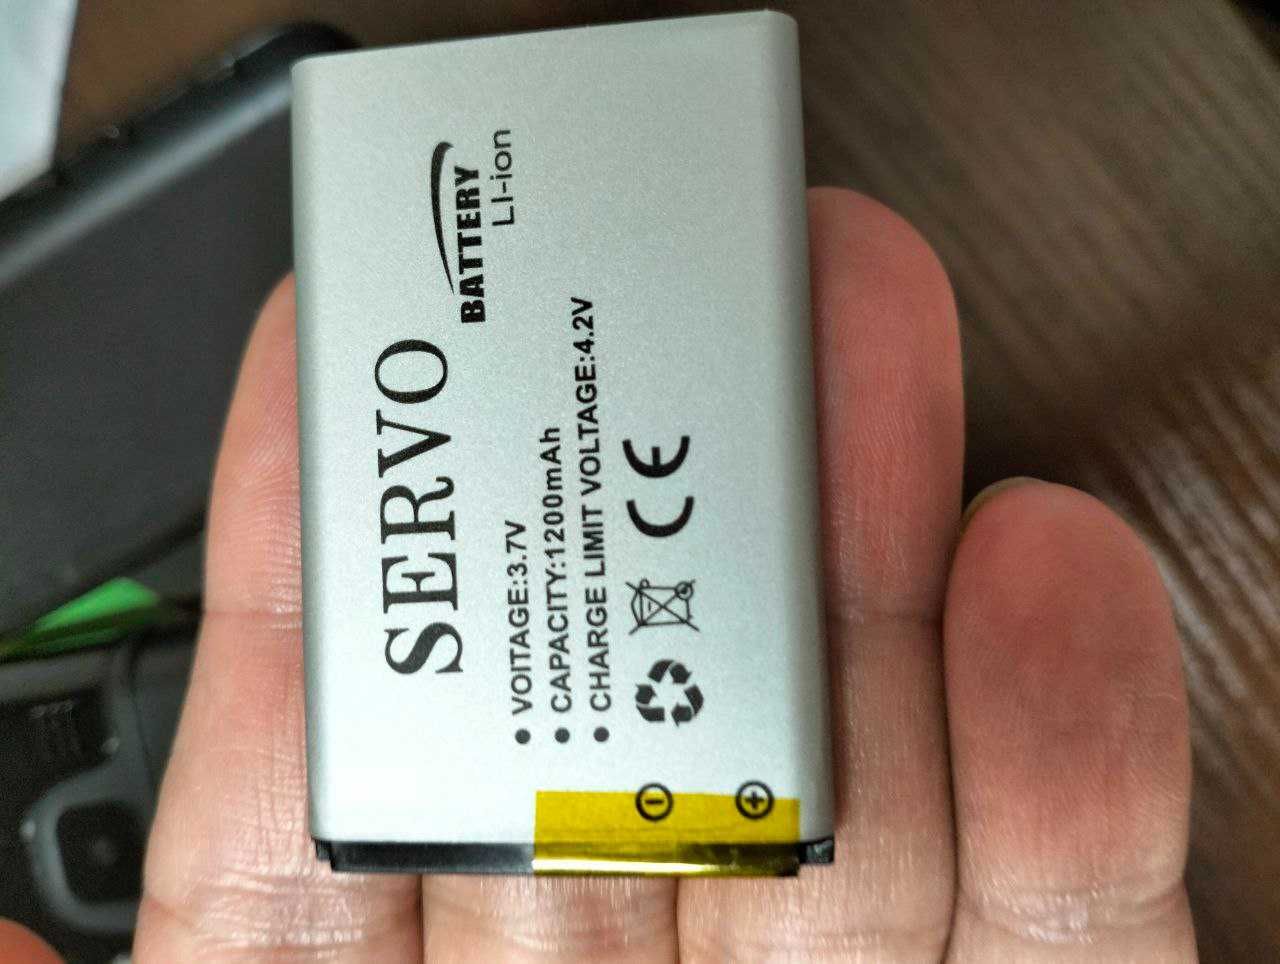 SERVO
BATTERY
LI-ion
• VOITAGE:3.7V
• CAPACITY:1200mAh
• CHARGE LIMIT VOLTAGE:4.2V
CE
- +